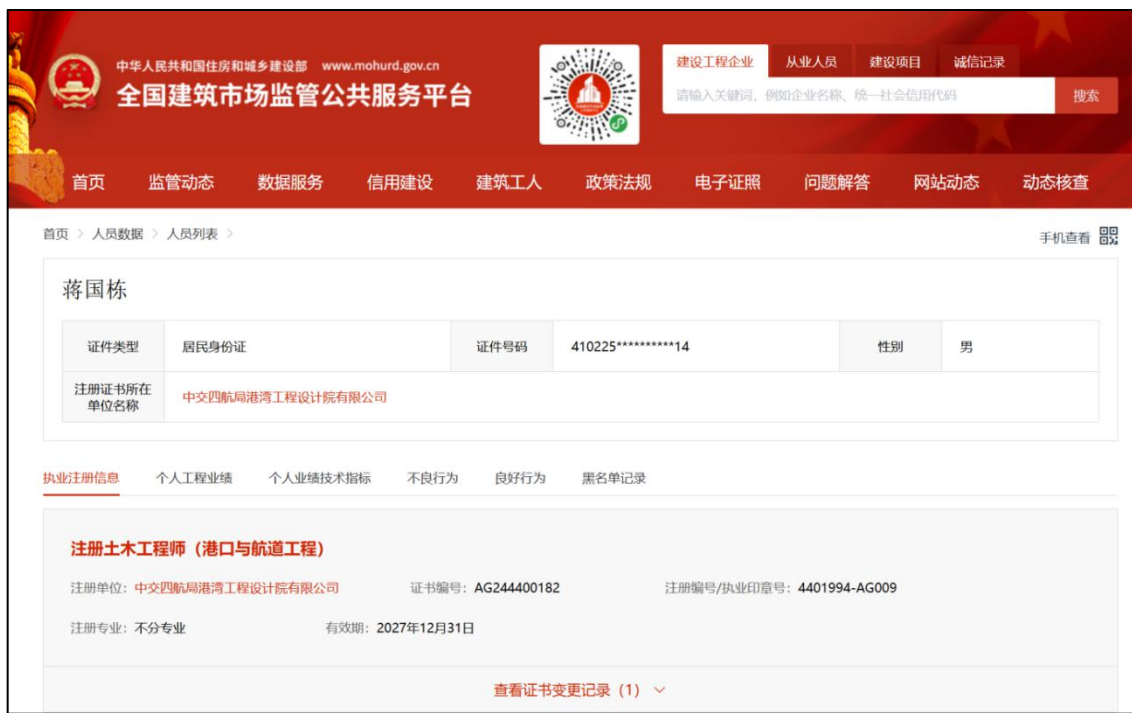 中华人民共和国住房和城乡建设部 www.mohurd.gov.cn
全国建筑市场监管公共服务平台
建设工程企业 从业人员 建设项目 诚信记录
请输入关键词，例如企业名称、统一社会信用代码 搜索
首页 监管动态 数据服务 信用建设 建筑工人 政策法规 电子证照 问题解答 网站动态 动态核查
首页 > 人员数据 > 人员列表 >
手机查看
蒋国栋
证件类型 居民身份证 证件号码 410225**********14 性别 男
注册证书所在
单位名称
中交四航局港湾工程设计院有限公司
执业注册信息 个人工程业绩 个人业绩技术指标 不良行为 良好行为 黑名单记录
注册土木工程师（港口与航道工程）
注册单位：中交四航局港湾工程设计院有限公司 证书编号：AG244400182 注册编号/执业印章号：4401994-AG009
注册专业：不分专业 有效期：2027年12月31日
查看证书变更记录（1）